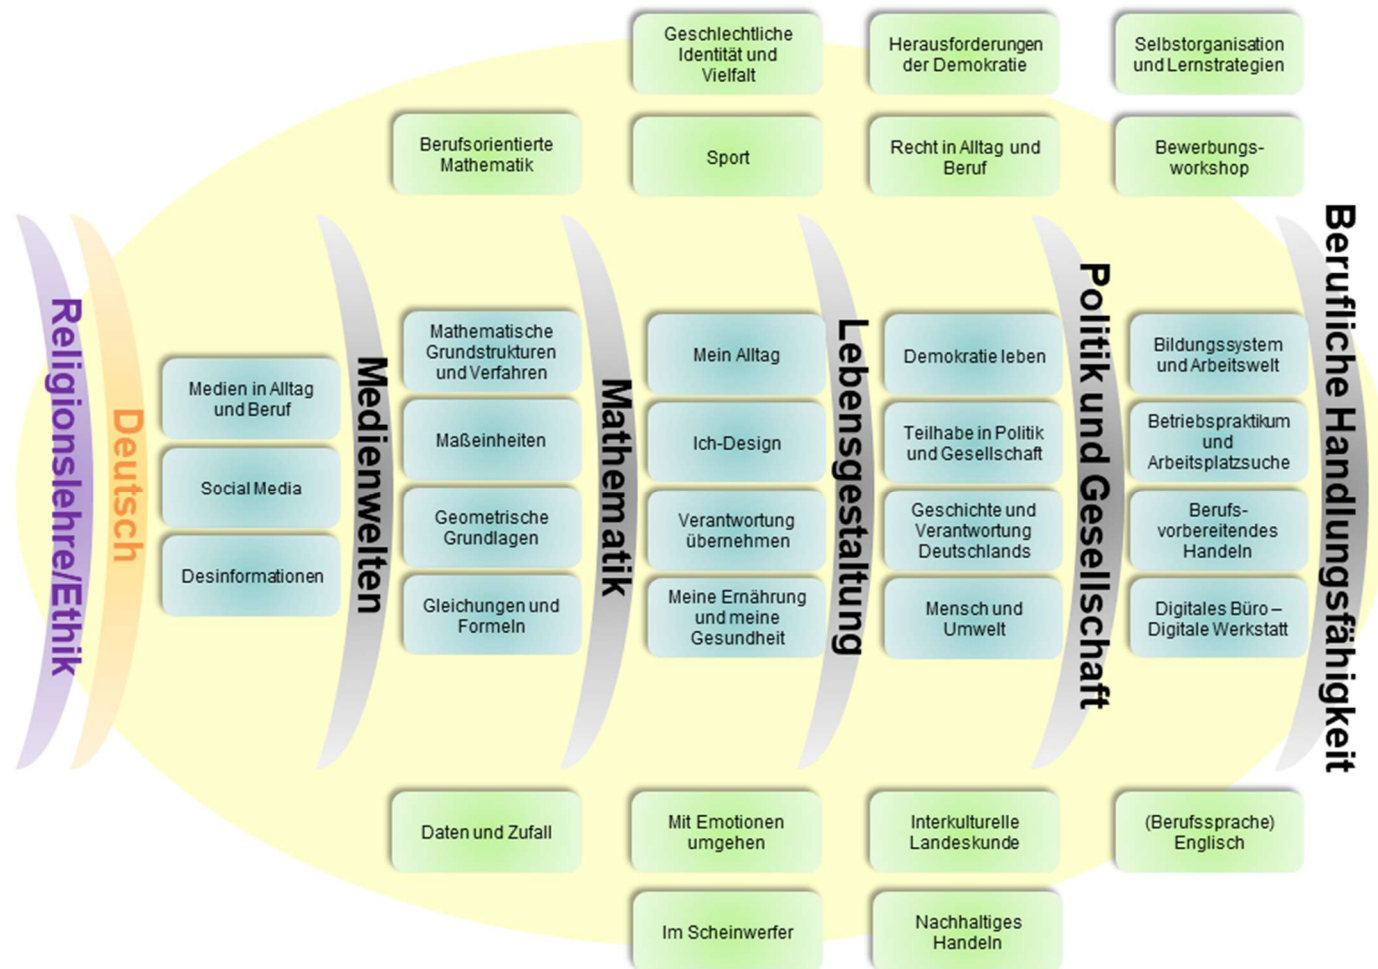 Geschlechtliche
Identität und
Vielfalt
Herausforderungen
der Demokratie
Selbstorganisation
und Lernstrategien
Berufsorientierte
Mathematik
Sport
Recht in Alltag und
Beruf
Bewerbungs-
workshop
Religionslehre/Ethik
Deutsch
Medien in Alltag
und Beruf
Social Media
Desinformationen
Medienwelten
Mathematische
Grundstrukturen
und Verfahren
Maßeinheiten
Geometrische
Grundlagen
Gleichungen und
Formeln
Mathematik
Mein Alltag
Ich-Design
Verantwortung
übernehmen
Meine Ernährung
und meine
Gesundheit
Lebensgestaltung
Demokratie leben
Teilhabe in Politik
und Gesellschaft
Geschichte und
Verantwortung
Deutschlands
Mensch und
Umwelt
Politik und Gesellschaft
Bildungssystem
und Arbeitswelt
Betriebspraktikum
und
Arbeitsplatzsuche
Berufs-
vorbereitendes
Handeln
Digitales Büro –
Digitale Werkstatt
Berufliche Handlungsfähigkeit
Daten und Zufall
Mit Emotionen
umgehen
Interkulturelle
Landeskunde
(Berufssprache)
Englisch
Im Scheinwerfer
Nachhaltiges
Handeln